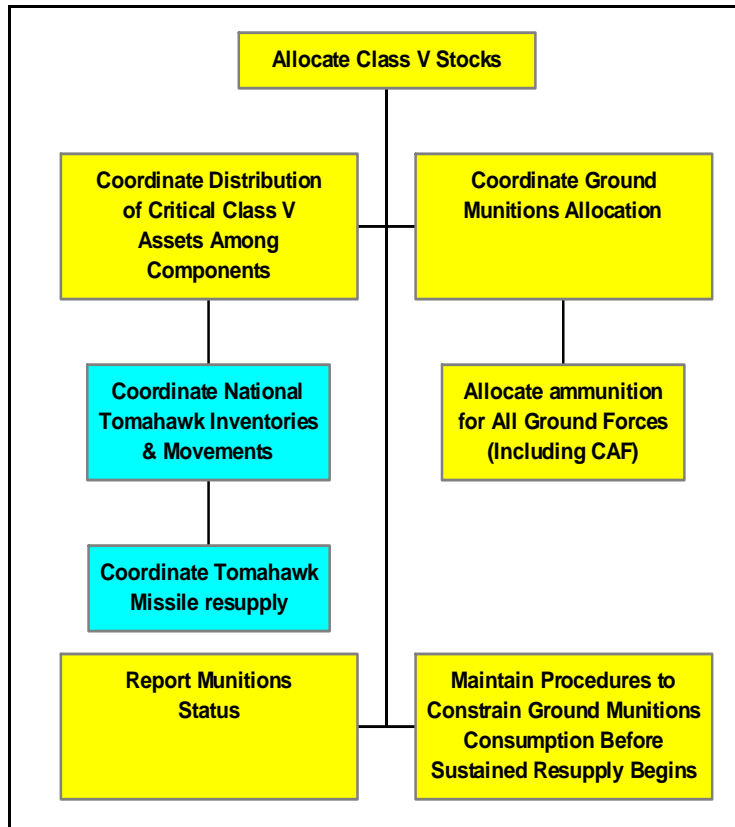 Allocate Class V Stocks
Coordinate Distribution
of Critical Class V
Assets Among
Components
Coordinate Ground
Munitions Allocation
Coordinate National
Tomahawk Inventories
& Movements
Allocate ammunition
for All Ground Forces
(Including CAF)
Coordinate Tomahawk
Missile resupply
Report Munitions
Status
Maintain Procedures to
Constrain Ground Munitions
Consumption Before
Sustained Resupply Begins